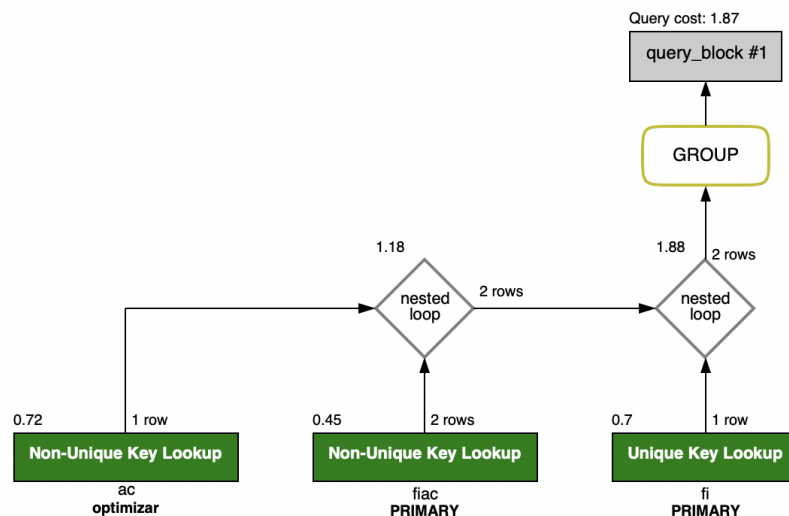 Query cost: 1.87
query_block #1
GROUP
1.18
1.88
2 rows
nested
loop
2 rows
nested
loop
0.72
1 row
0.45
2 rows
0.7
1 row
Non-Unique Key Lookup
Non-Unique Key Lookup
Unique Key Lookup
ac
optimizar
fiac
PRIMARY
fi
PRIMARY